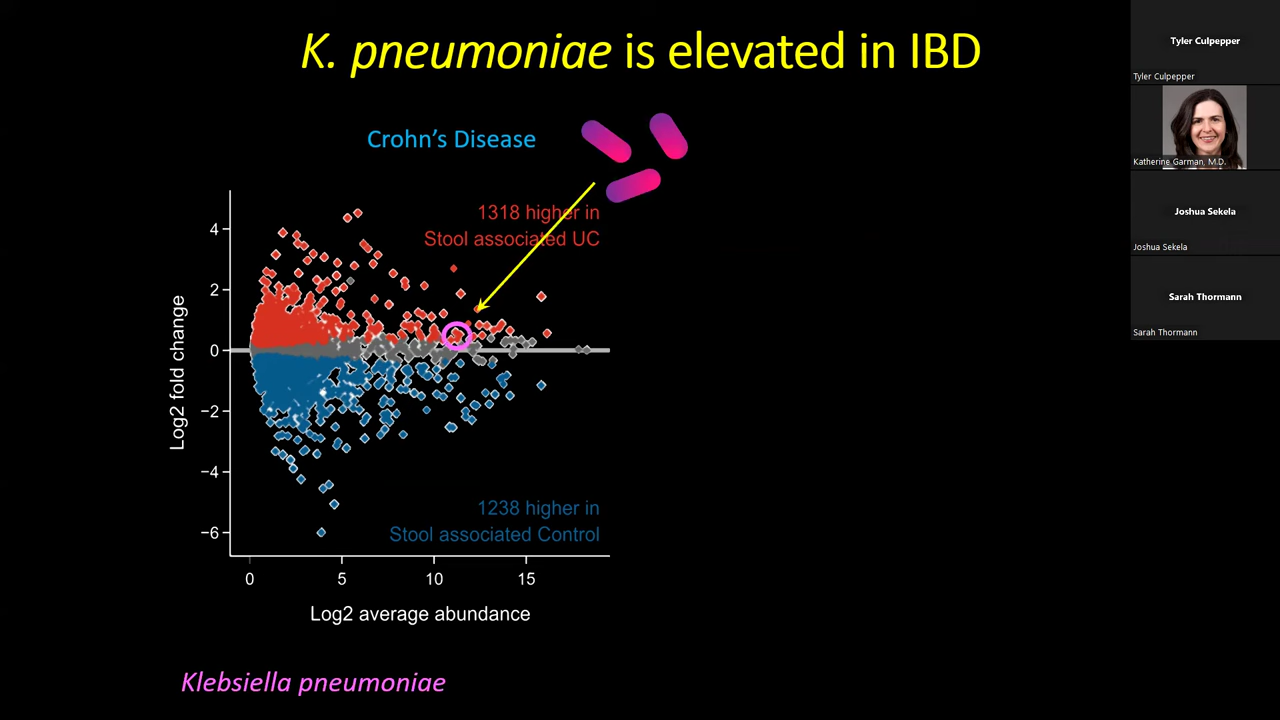 K. pneumoniae is elevated in IBD
Crohn's Disease
1318 higher in
Stool associated UC
4
2
0
−2
−4
−6
Log2 fold change
1238 higher in
Stool associated Control
0 5 10 15
Log2 average abundance
Klebsiella pneumoniae
Tyler Culpepper
Tyler Culpepper
Katherine Garman, M.D.
Joshua Sekela
Joshua Sekela
Sarah Thormann
Sarah Thormann